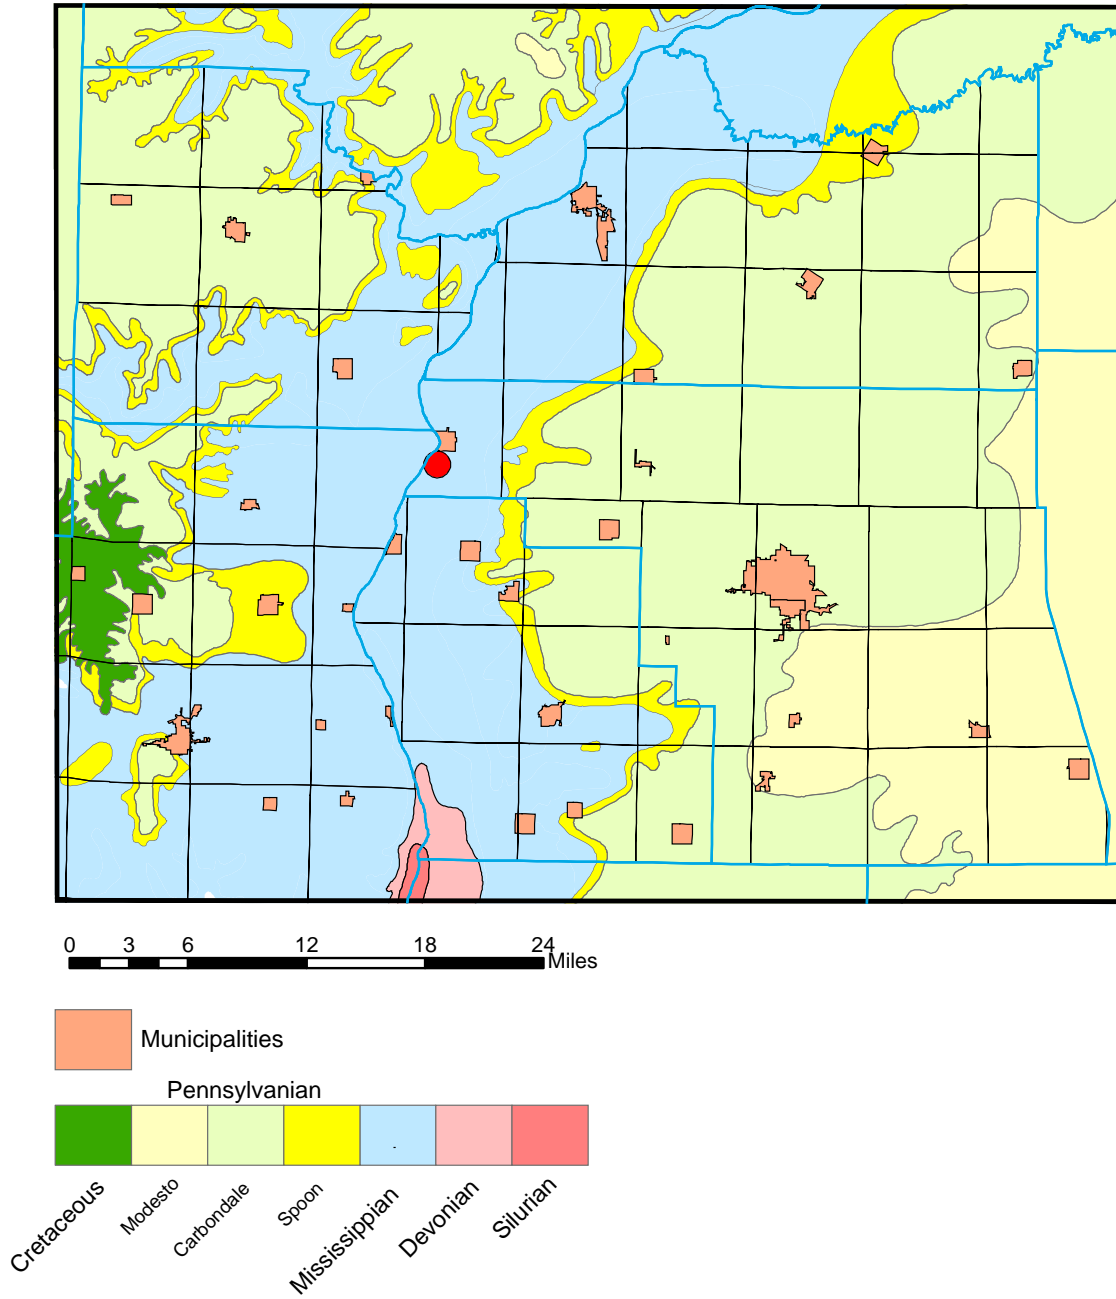 0 3 6 12 18 24
Miles
Municipalities
Pennsylvanian
Cretaceous
Modesto
Carbondale
Spoon
Mississippian
Devonian
Silurian